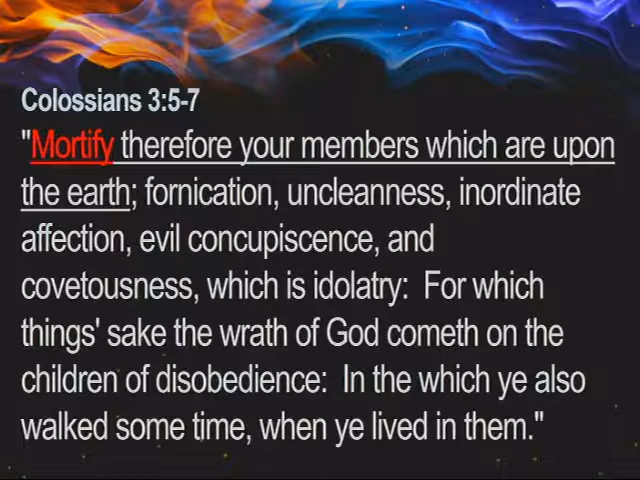 Colossians 3:5-7
"Mortify therefore your members which are upon
the earth; fornication, uncleanness, inordinate
affection, evil concupiscence, and
covetousness, which is idolatry:  For which
things' sake the wrath of God cometh on the
children of disobedience:  In the which ye also
walked some time, when ye lived in them."